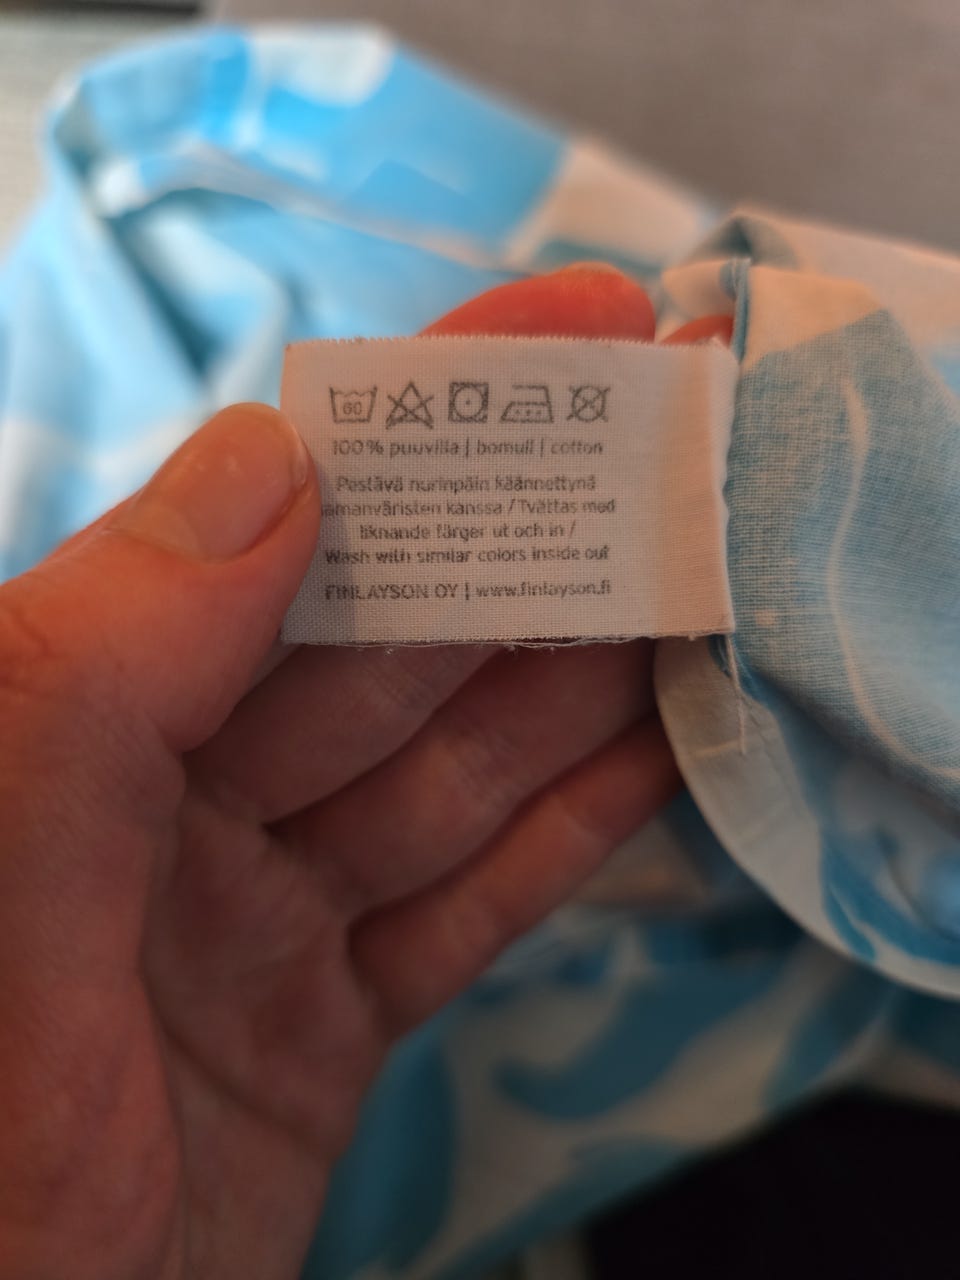 60
100% puuvilla | bomull | cotton
Pestävä nurinpäin käännettynä
samanväristen kanssa / Tvättas med
liknande färger ut och in /
Wash with similar colors inside out
FINLAYSON OY | www.finlayson.fi